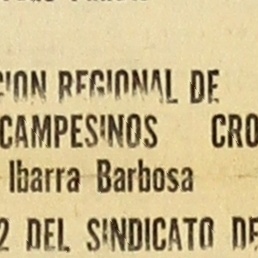 CION REGIONAL DE
CAMPESINOS CRO
Ibarra Barbosa
2 DEL SINDICATO DE